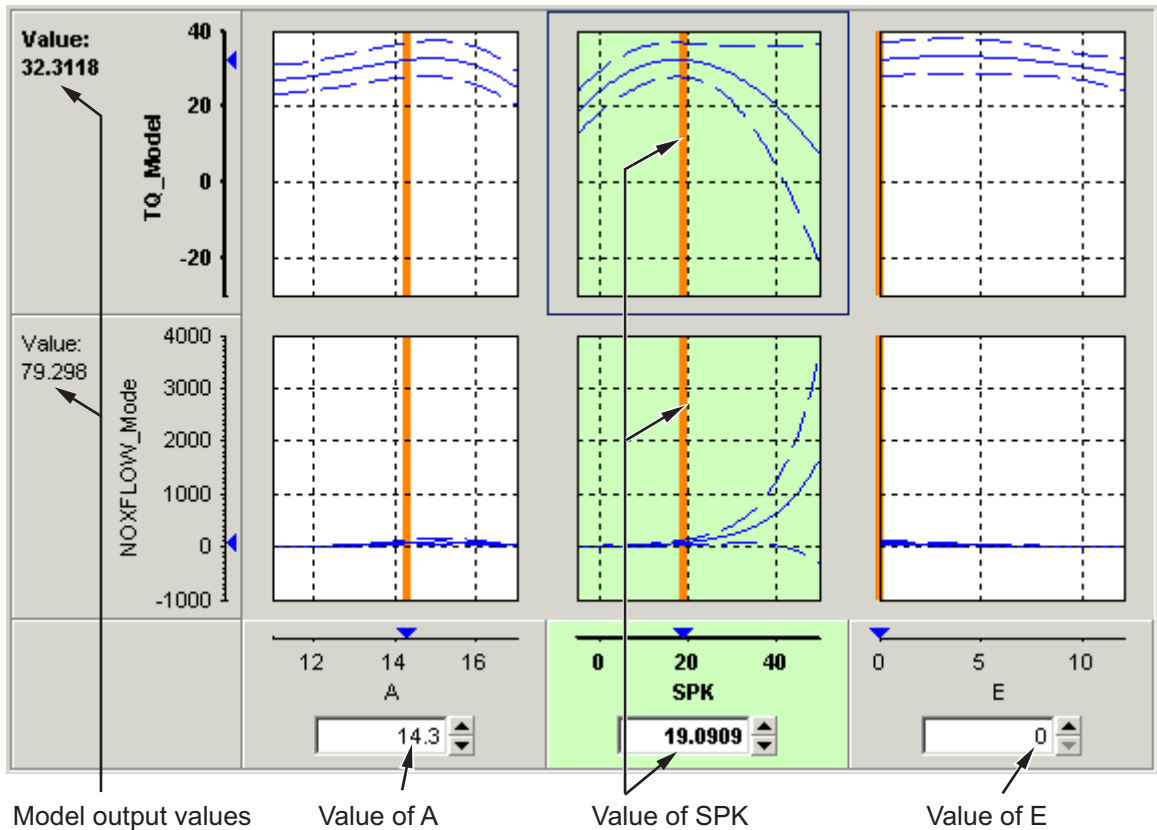 Value:
32.3118
TQ_Model
40
20
0
-20
Value:
79.298
NOXFLOW_Mode
4000
3000
2000
1000
0
-1000
12 14 16
A
14.3
0 20 40
SPK
19.0909
0 5 10
E
0
Model output values
Value of A
Value of SPK
Value of E